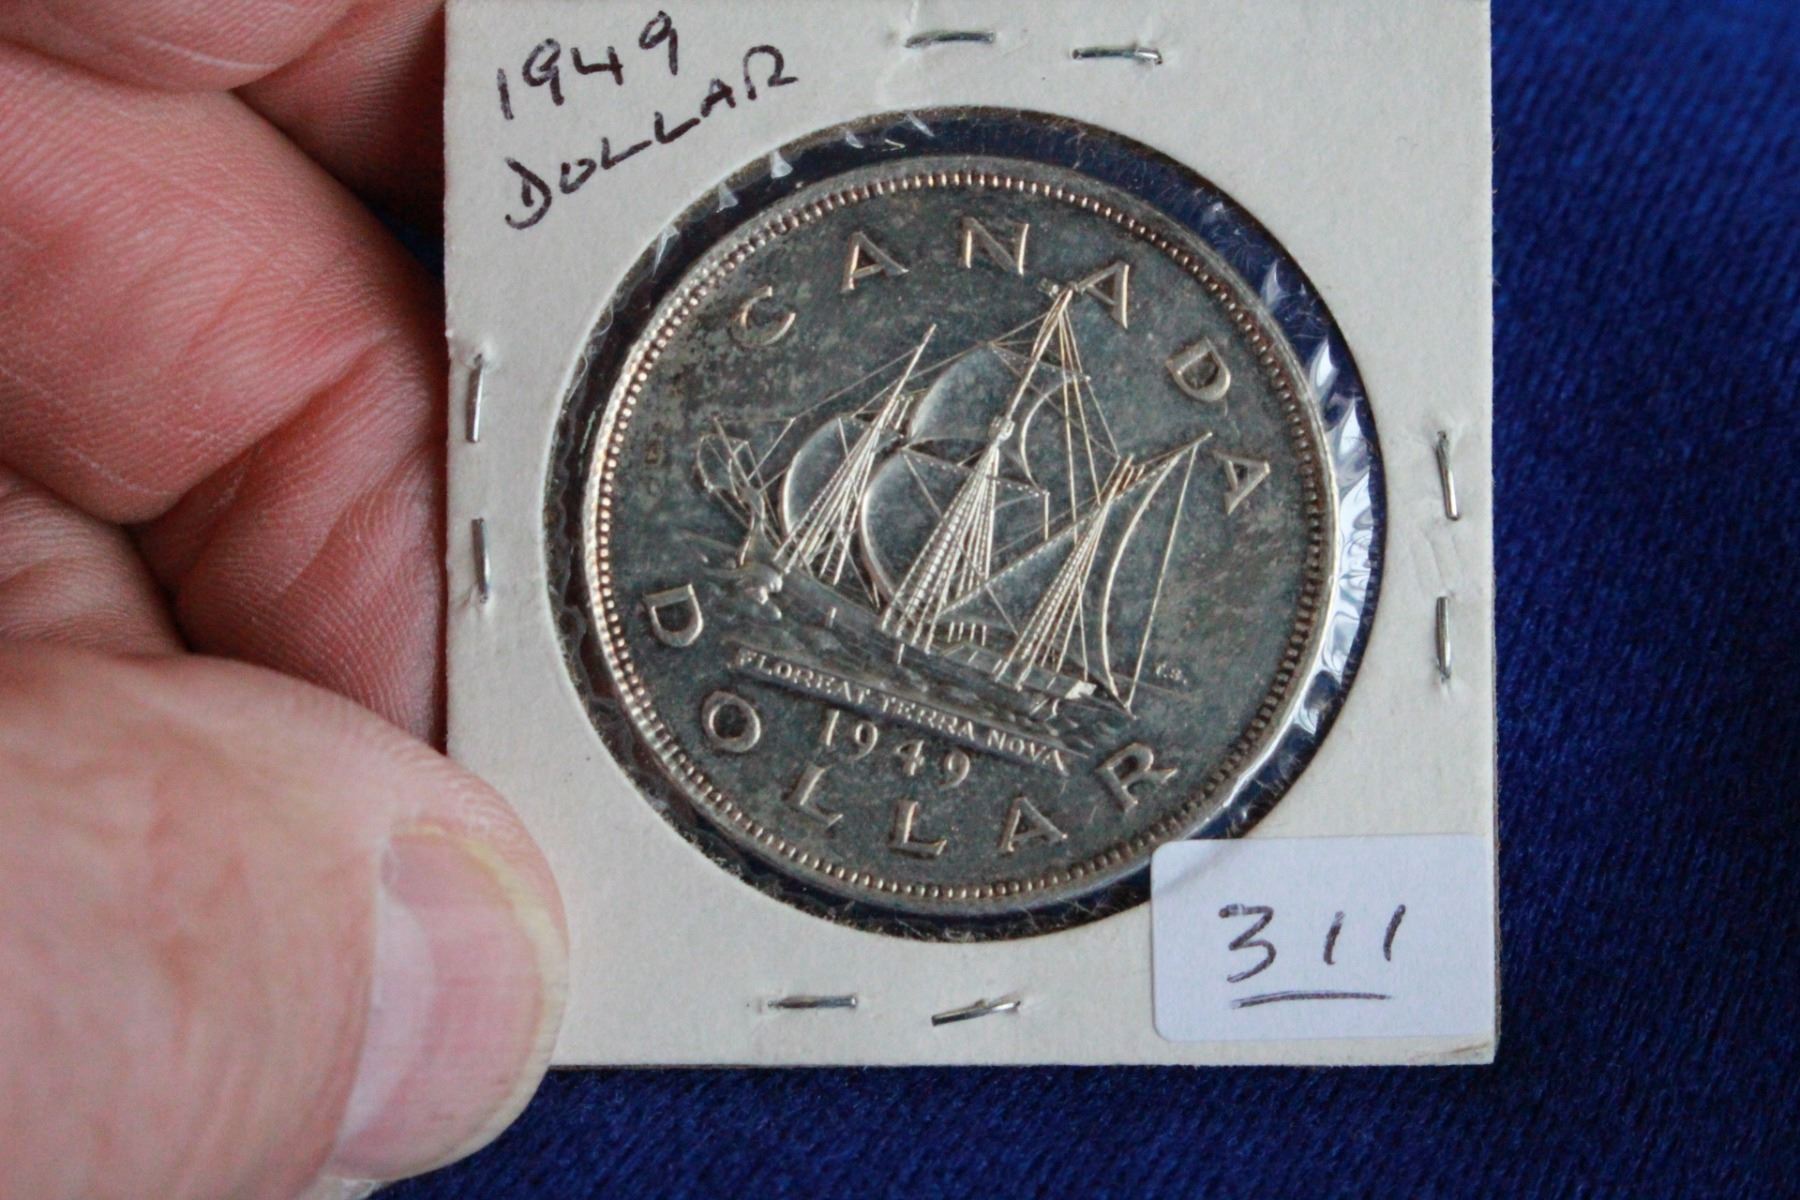 1949
DOLLAR
CANADA
T.S.
FLOREAT TERRA NOVA
1949
DOLLAR
311